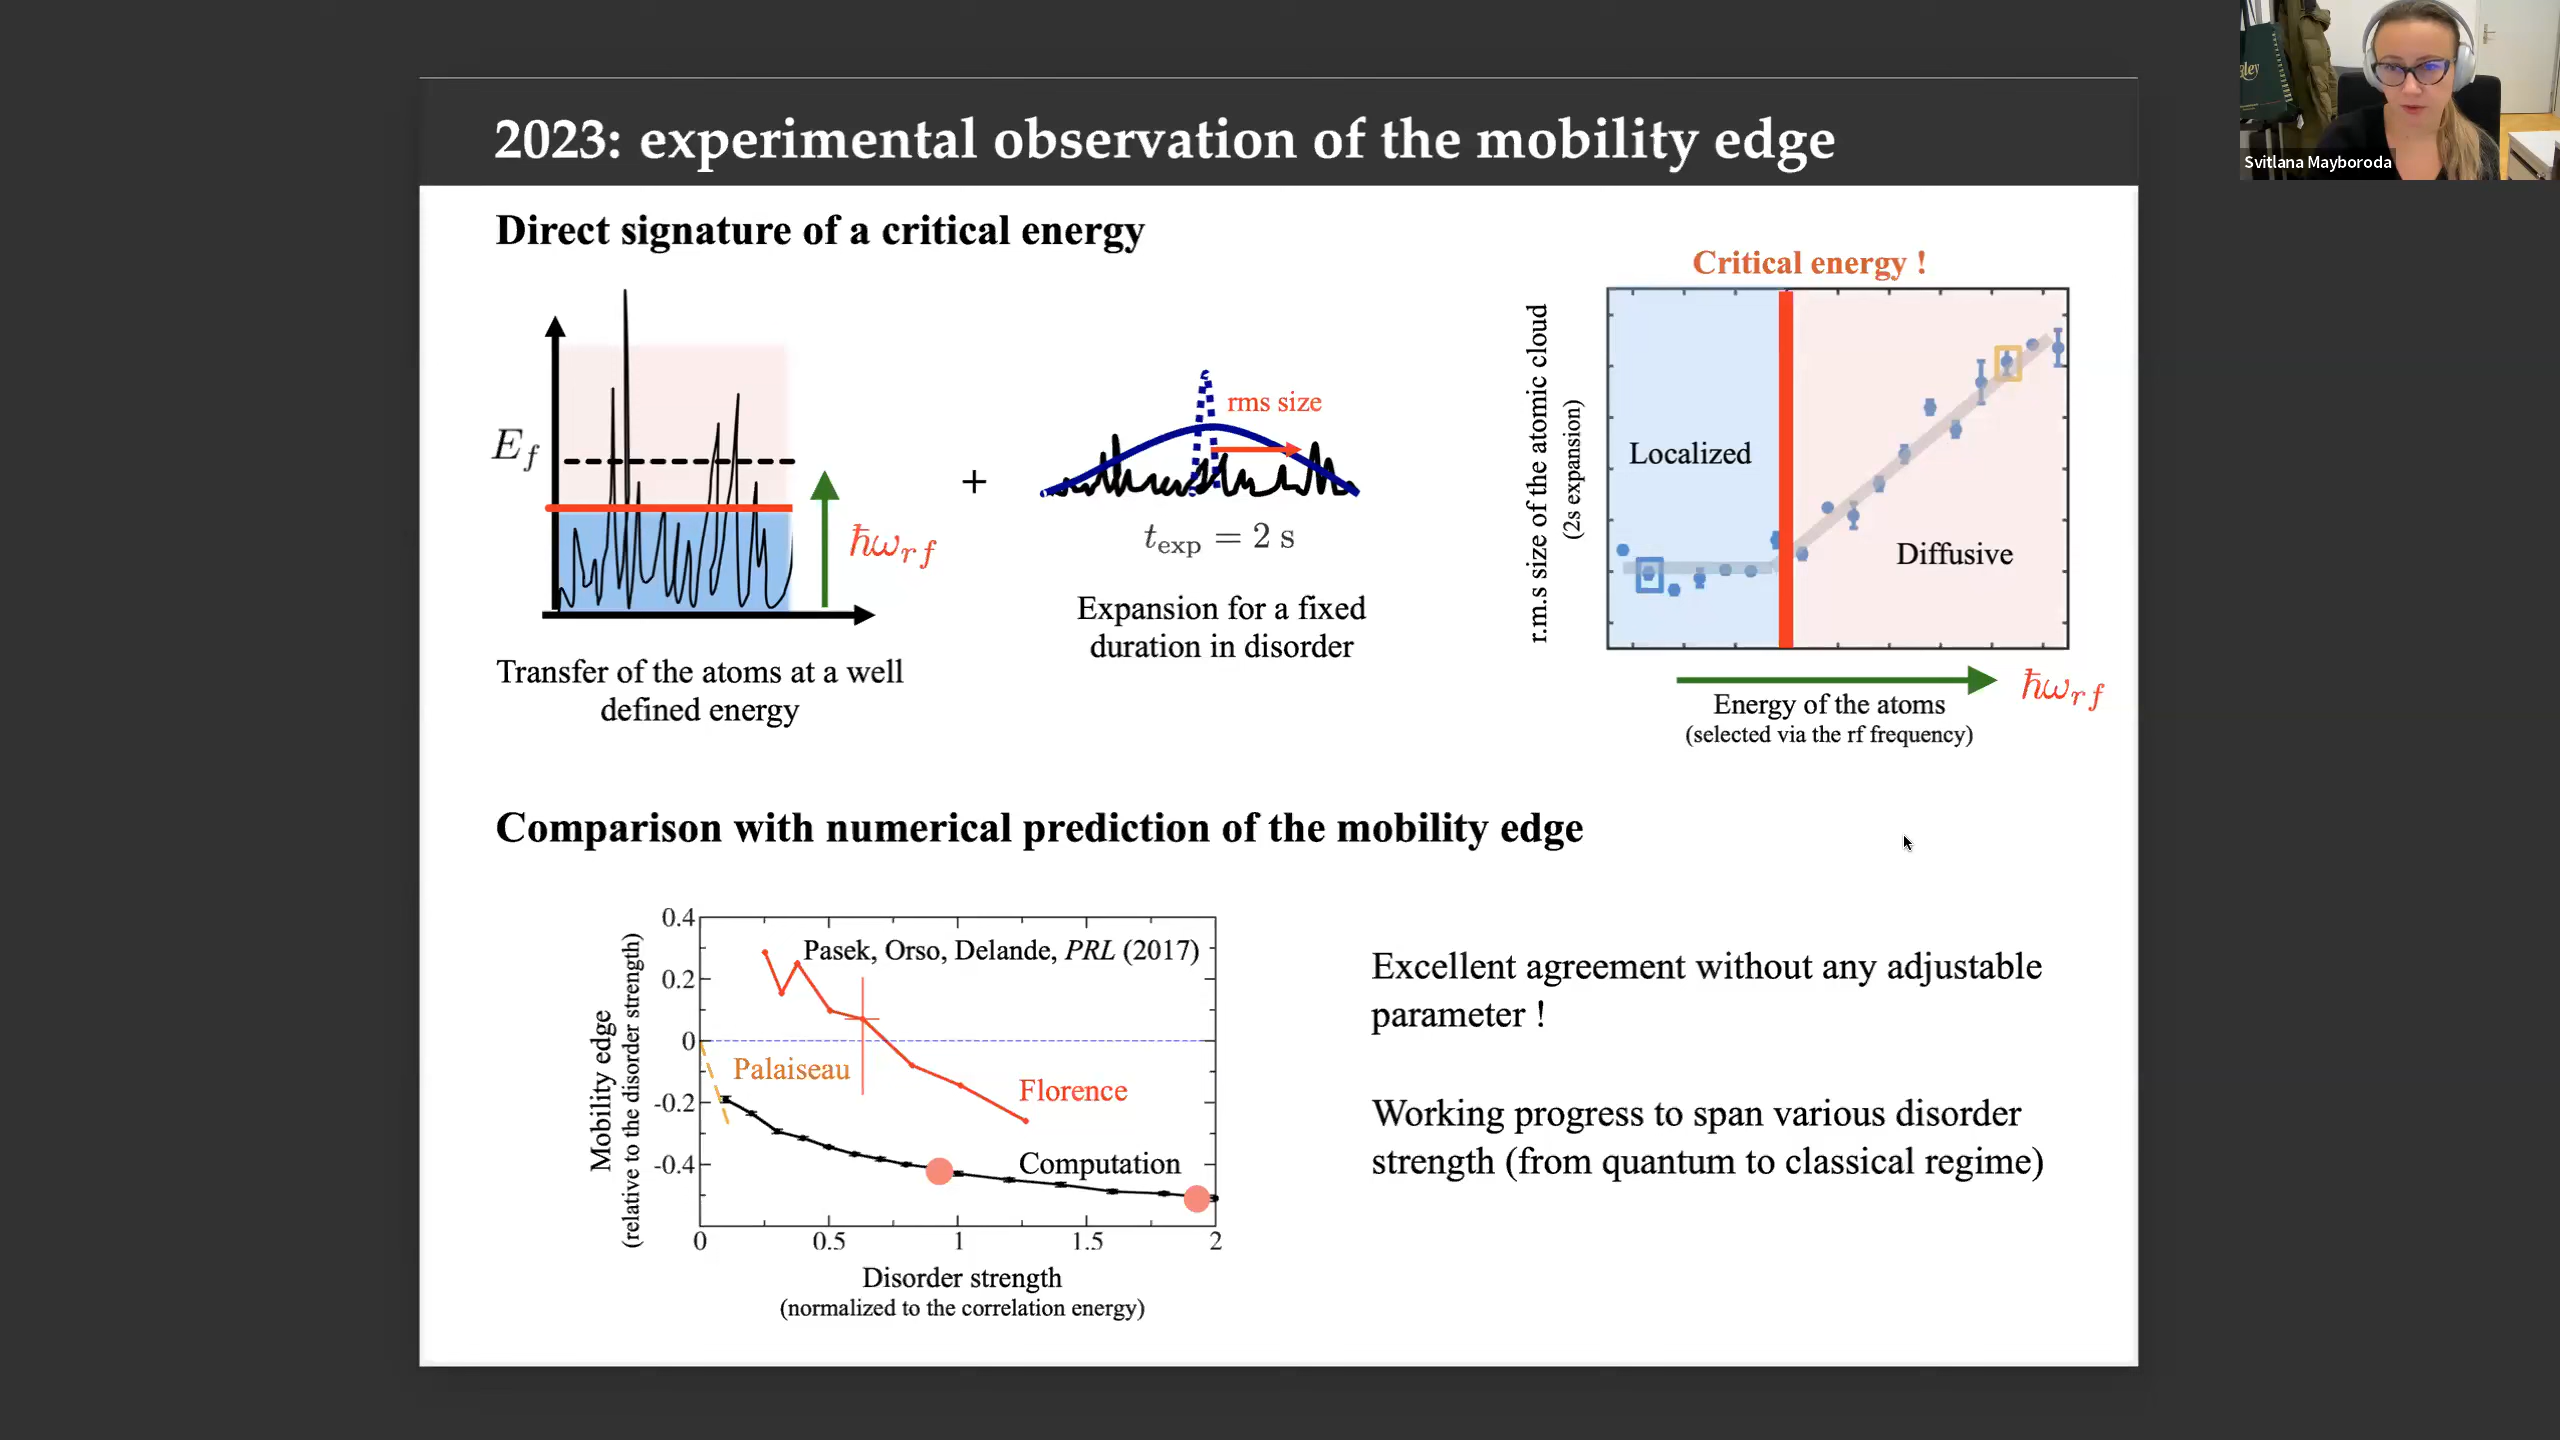 Svitlana Mayboroda
2023: experimental observation of the mobility edge
Direct signature of a critical energy
E_f
ħω_rf
Transfer of the atoms at a well
defined energy
+
rms size
t_exp = 2 s
Expansion for a fixed
duration in disorder
Critical energy !
r.m.s size of the atomic cloud
(2s expansion)
Localized
Diffusive
ħω_rf
Energy of the atoms
(selected via the rf frequency)
Comparison with numerical prediction of the mobility edge
Mobility edge
(relative to the disorder strength)
0.4
0.2
0
-0.2
-0.4
Pasek, Orso, Delande, PRL (2017)
Palaiseau
Florence
Computation
0 0.5 1 1.5 2
Disorder strength
(normalized to the correlation energy)
Excellent agreement without any adjustable
parameter !
Working progress to span various disorder
strength (from quantum to classical regime)